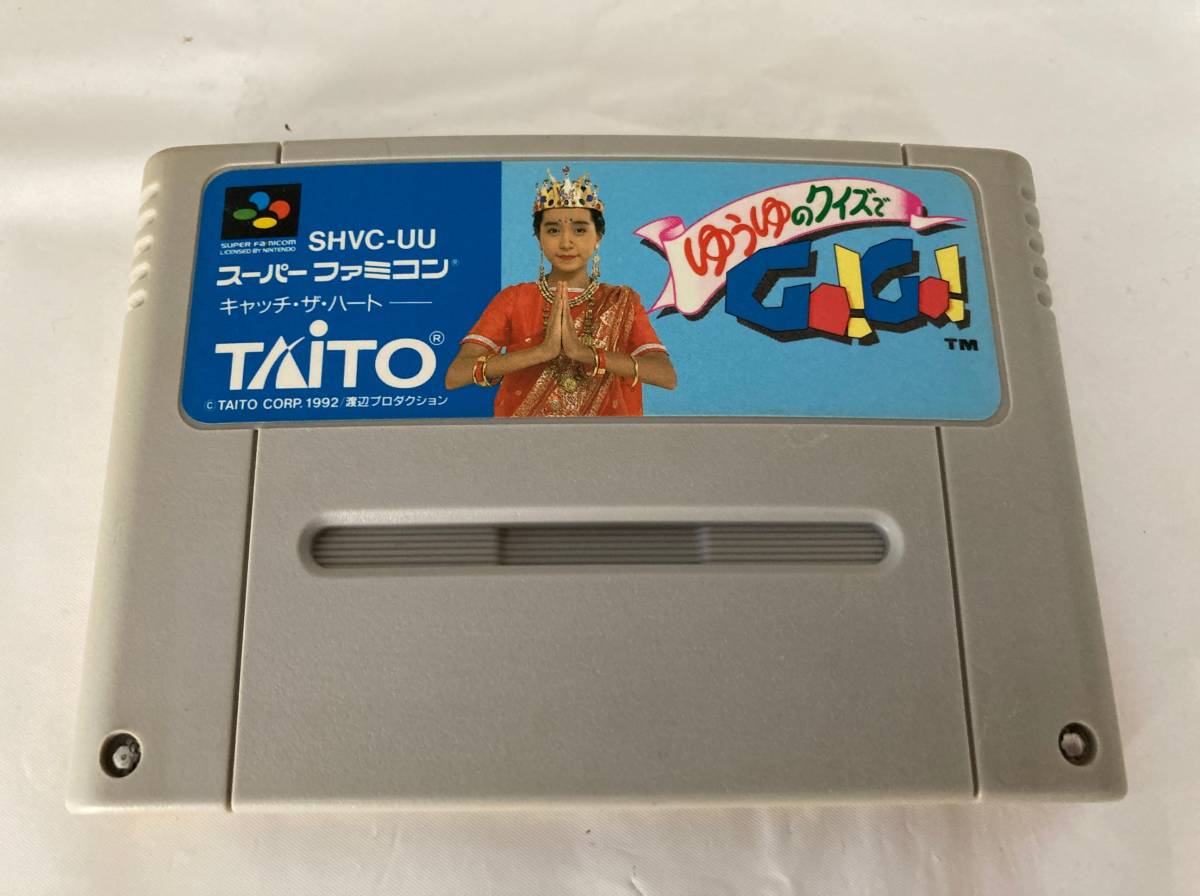 SUPER FAMICOM
LICENSED BY NINTENDO
SHVC-UU
スーパーファミコン®
キャッチ・ザ・ハート
TAITO®
© TAITO CORP. 1992/渡辺プロダクション
ゆうゆのクイズで
G.!G.!
TM